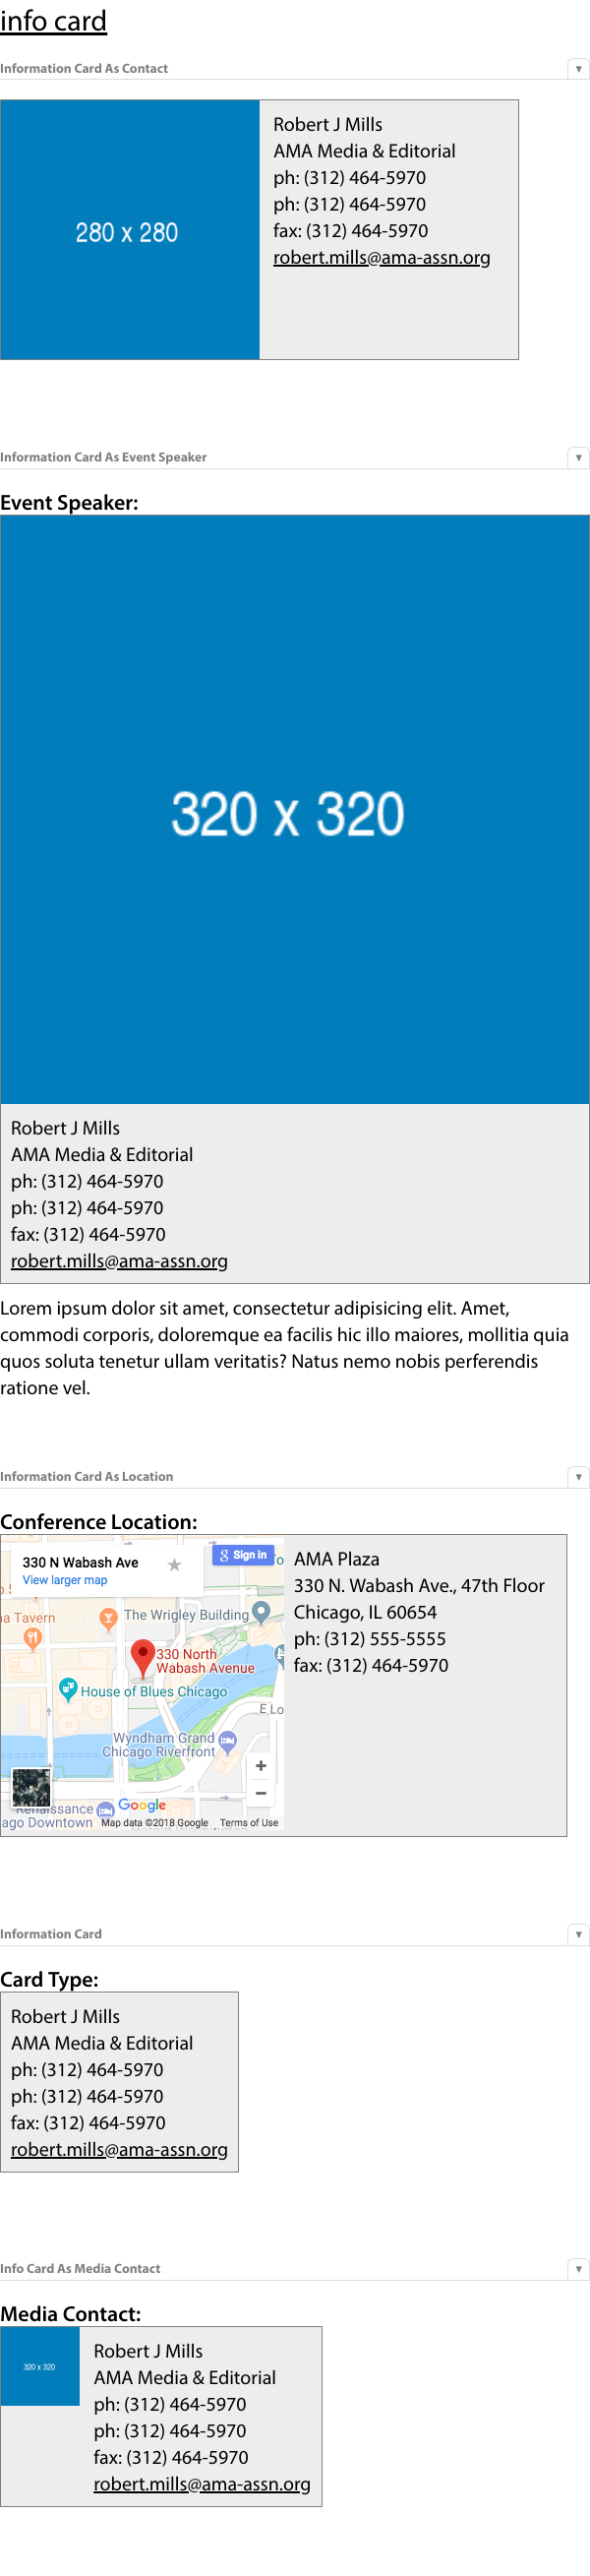 info card
Information Card As Contact
▼
280 x 280
Robert J Mills
AMA Media & Editorial
ph: (312) 464-5970
ph: (312) 464-5970
fax: (312) 464-5970
robert.mills@ama-assn.org
Information Card As Event Speaker
▼
Event Speaker:
320 x 320
Robert J Mills
AMA Media & Editorial
ph: (312) 464-5970
ph: (312) 464-5970
fax: (312) 464-5970
robert.mills@ama-assn.org
Lorem ipsum dolor sit amet, consectetur adipisicing elit. Amet,
commodi corporis, doloremque ea facilis hic illo maiores, mollitia quia
quos soluta tenetur ullam veritatis? Natus nemo nobis perferendis
ratione vel.
Information Card As Location
▼
Conference Location:
330 N Wabash Ave
View larger map
Sign in
Tavern
The Wrigley Building
330 North
Wabash Avenue
House of Blues Chicago
E Lo
Wyndham Grand
Chicago Riverfront
+
−
Google
Renaissance
ago Downtown
Map data ©2018 Google
Terms of Use
AMA Plaza
330 N. Wabash Ave., 47th Floor
Chicago, IL 60654
ph: (312) 555-5555
fax: (312) 464-5970
Information Card
▼
Card Type:
Robert J Mills
AMA Media & Editorial
ph: (312) 464-5970
ph: (312) 464-5970
fax: (312) 464-5970
robert.mills@ama-assn.org
Info Card As Media Contact
▼
Media Contact:
320 x 320
Robert J Mills
AMA Media & Editorial
ph: (312) 464-5970
ph: (312) 464-5970
fax: (312) 464-5970
robert.mills@ama-assn.org